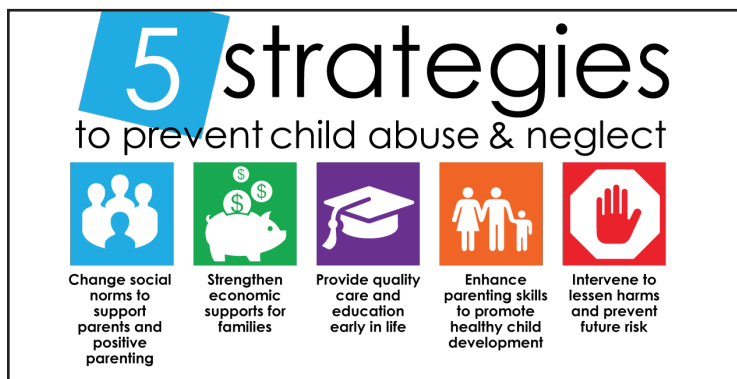 5 strategies
to prevent child abuse & neglect
$
$
$
Change social
norms to
support
parents and
positive
parenting
Strengthen
economic
supports for
families
Provide quality
care and
education
early in life
Enhance
parenting skills
to promote
healthy child
development
Intervene to
lessen harms
and prevent
future risk